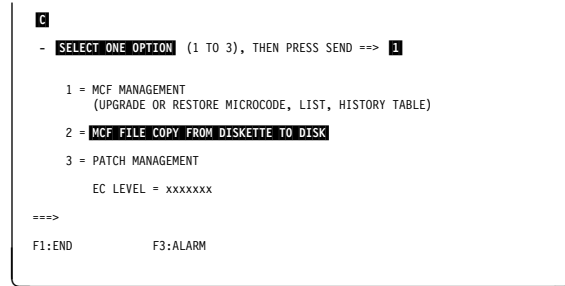 C
- SELECT ONE OPTION (1 TO 3), THEN PRESS SEND ==> 1
1 = MCF MANAGEMENT
(UPGRADE OR RESTORE MICROCODE, LIST, HISTORY TABLE)
2 = MCF FILE COPY FROM DISKETTE TO DISK
3 = PATCH MANAGEMENT
EC LEVEL = xxxxxxx
===>
F1:END F3:ALARM